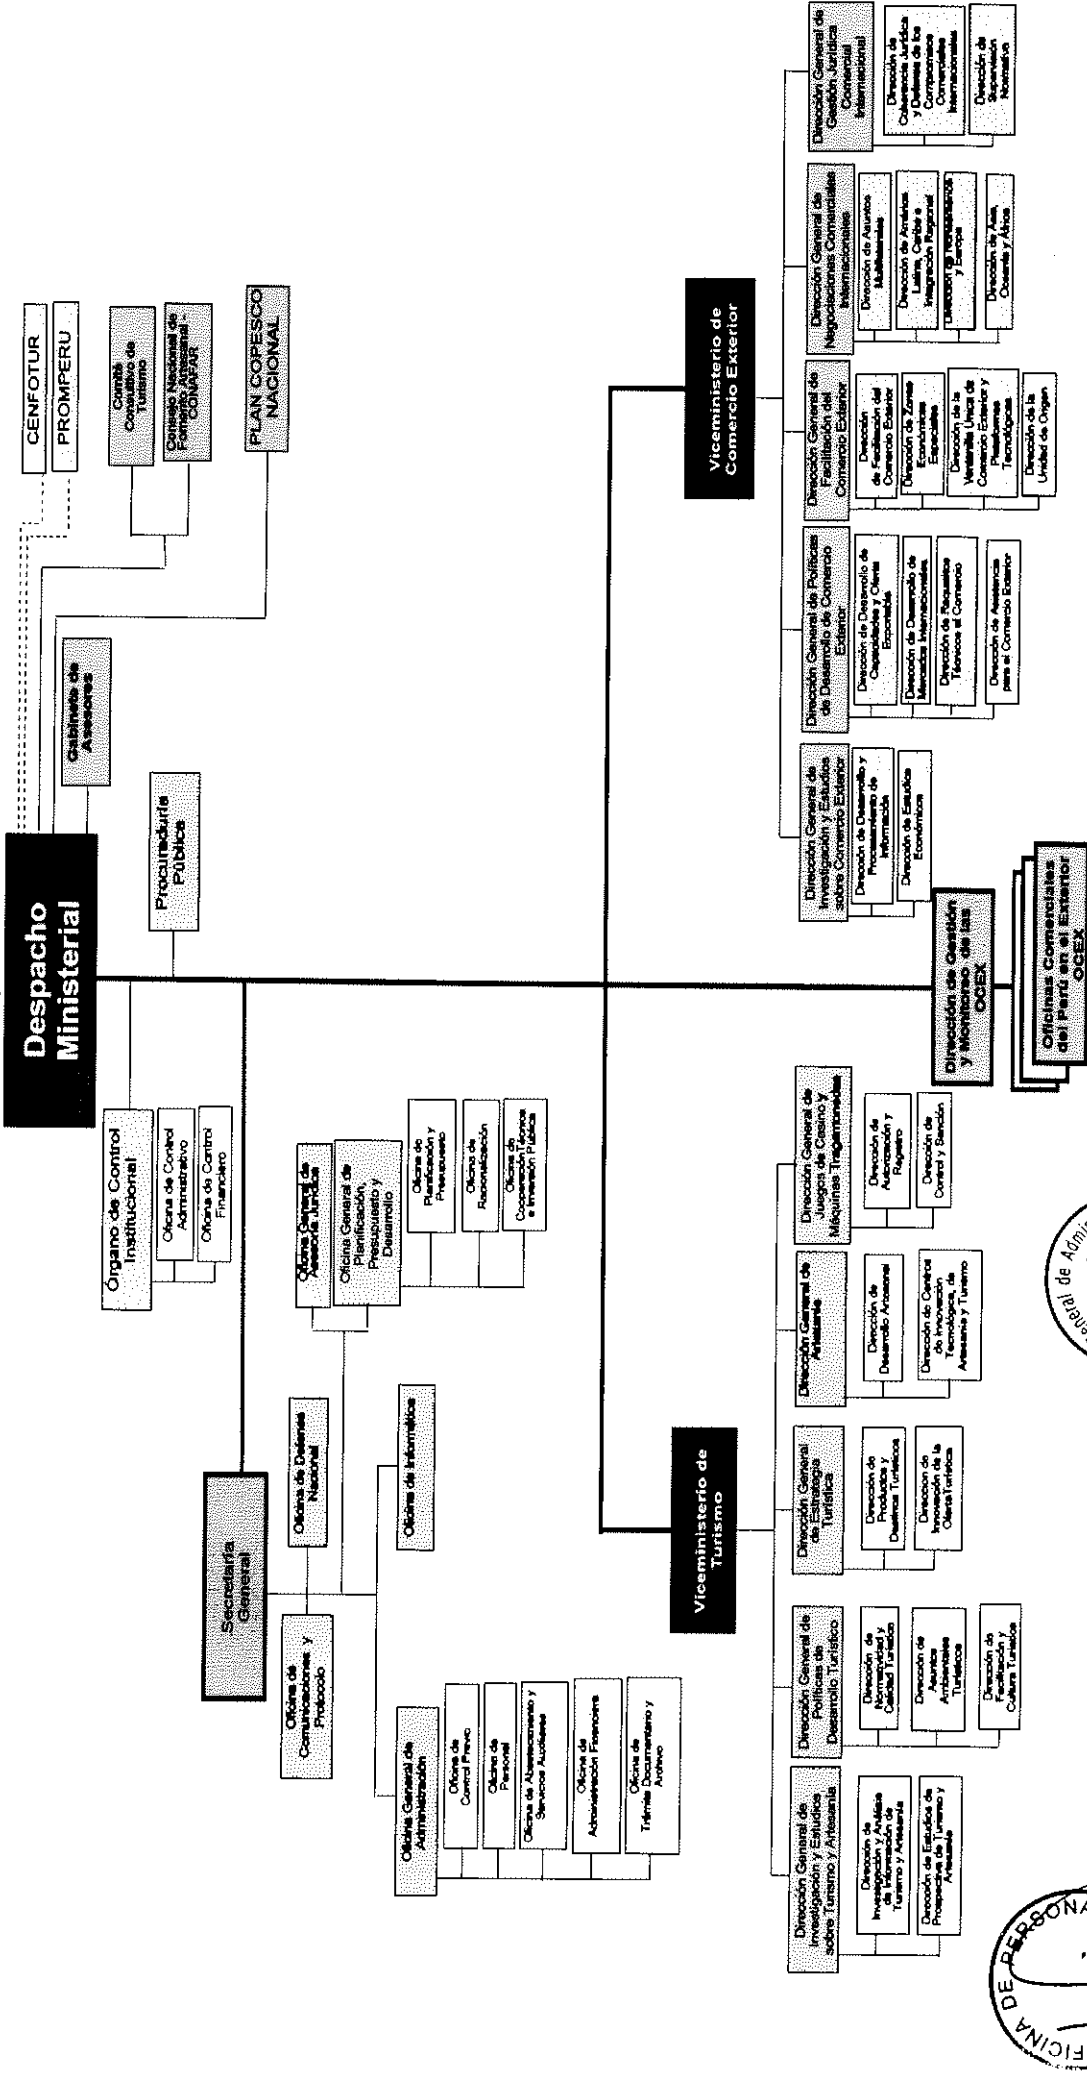 Despacho
Ministerial
CENFOTUR
PROMPERU
Comité
Consultivo de
Turismo
Consejo Nacional de
Fomento Artesanal -
CONAFAR
PLAN COPESCO
NACIONAL
Gabinete de
Asesores
Procuraduría
Pública
Órgano de Control
Institucional
Oficina de Control
Administrativo
Oficina de Control
Financiero
Secretaría
General
Oficina de
Comunicaciones y
Protocolo
Oficina de Defensa
Nacional
Oficina General de
Asesoría Jurídica
Oficina General de
Planificación,
Presupuesto y
Desarrollo
Oficina de
Planificación y
Presupuesto
Oficina de
Racionalización
Oficina de
Cooperación Técnica
e Inversión Pública
Oficina General de
Administración
Oficina de
Control Previo
Oficina de
Personal
Oficina de Abastecimiento y
Servicios Auxiliares
Oficina de
Administración Financiera
Oficina de
Trámite Documentario y
Archivo
Oficina de Informática
Viceministerio de
Turismo
Dirección General de
Investigación y Estudios
sobre Turismo y Artesanía
Dirección de
Investigación y Análisis
de Información de
Turismo y Artesanía
Dirección de Estudios de
Prospectiva de Turismo y
Artesanía
Dirección General de
Políticas de
Desarrollo Turístico
Dirección de
Normatividad y
Calidad Turística
Dirección de
Asuntos
Ambientales
Turísticos
Dirección de
Facilitación y
Cultura Turística
Dirección General
de Estrategia
Turística
Dirección de
Productos y
Destinos Turísticos
Dirección de
Innovación de la
Oferta Turística
Dirección General de
Artesanía
Dirección de
Desarrollo Artesanal
Dirección de Centros
de Innovación
Tecnológica, de
Artesanía y Turismo
Dirección General de
Juegos de Casino y
Máquinas Tragamonedas
Dirección de
Autorización y
Registro
Dirección de
Control y Sanción
Viceministerio de
Comercio Exterior
Dirección General de
Investigación y Estudios
sobre Comercio Exterior
Dirección de Desarrollo y
Procesamiento de
Información
Dirección de Estudios
Económicos
Dirección General de Políticas
de Desarrollo de Comercio
Exterior
Dirección de Desarrollo de
Capacidades y Oferta
Exportable
Dirección de Desarrollo de
Mercados Internacionales
Dirección de Requisitos
Técnicos al Comercio
Dirección de Asistencia
para el Comercio Exterior
Dirección General de
Facilitación del
Comercio Exterior
Dirección
de Facilitación del
Comercio Exterior
Dirección de Zonas
Económicas
Especiales
Dirección de la
Ventanilla Única de
Comercio Exterior y
Plataformas
Tecnológicas
Dirección de la
Unidad de Origen
Dirección General de
Negociaciones Comerciales
Internacionales
Dirección de Asuntos
Multilaterales
Dirección de América
Latina, Caribe e
Integración Regional
Dirección de Norteamérica
y Europa
Dirección de Asia,
Oceanía y África
Dirección General de
Gestión Jurídica
Comercial
Internacional
Dirección de
Coherencia Jurídica
y Defensa de los
Compromisos
Comerciales
Internacionales
Dirección de
Supervisión
Normativa
Dirección de Gestión
y Monitoreo de las
OCEX
Oficinas Comerciales
del Perú en el Exterior
OCEX
DE PERSONA
de Admin